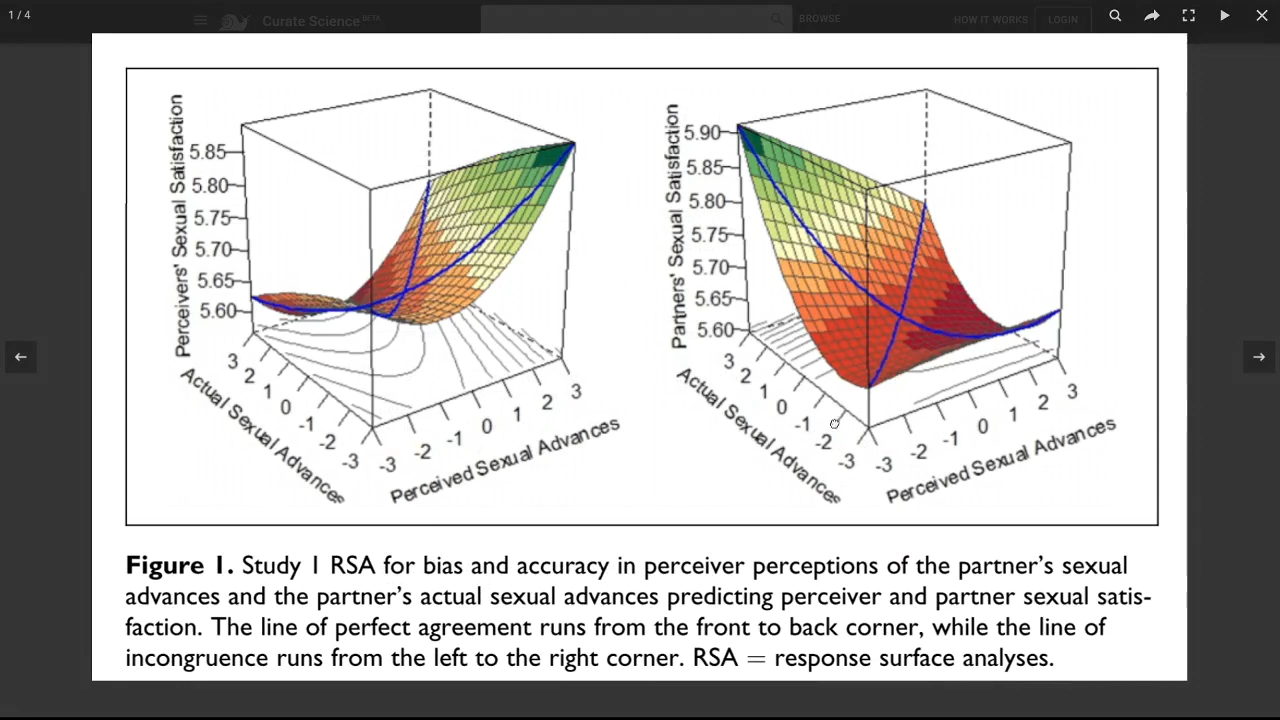 1 / 4
Curate Science BETA
BROWSE
HOW IT WORKS
LOGIN
Perceivers' Sexual Satisfaction
5.85
5.80
5.75
5.70
5.65
5.60
3
2
1
0
-1
-2
-3
Actual Sexual Advances
-3
-2
-1
0
1
2
3
Perceived Sexual Advances
Partners' Sexual Satisfaction
5.90
5.85
5.80
5.75
5.70
5.65
5.60
3
2
1
0
-1
-2
-3
Actual Sexual Advances
-3
-2
-1
0
1
2
3
Perceived Sexual Advances
Figure 1. Study 1 RSA for bias and accuracy in perceiver perceptions of the partner's sexual
advances and the partner's actual sexual advances predicting perceiver and partner sexual satis-
faction. The line of perfect agreement runs from the front to back corner, while the line of
incongruence runs from the left to the right corner. RSA = response surface analyses.